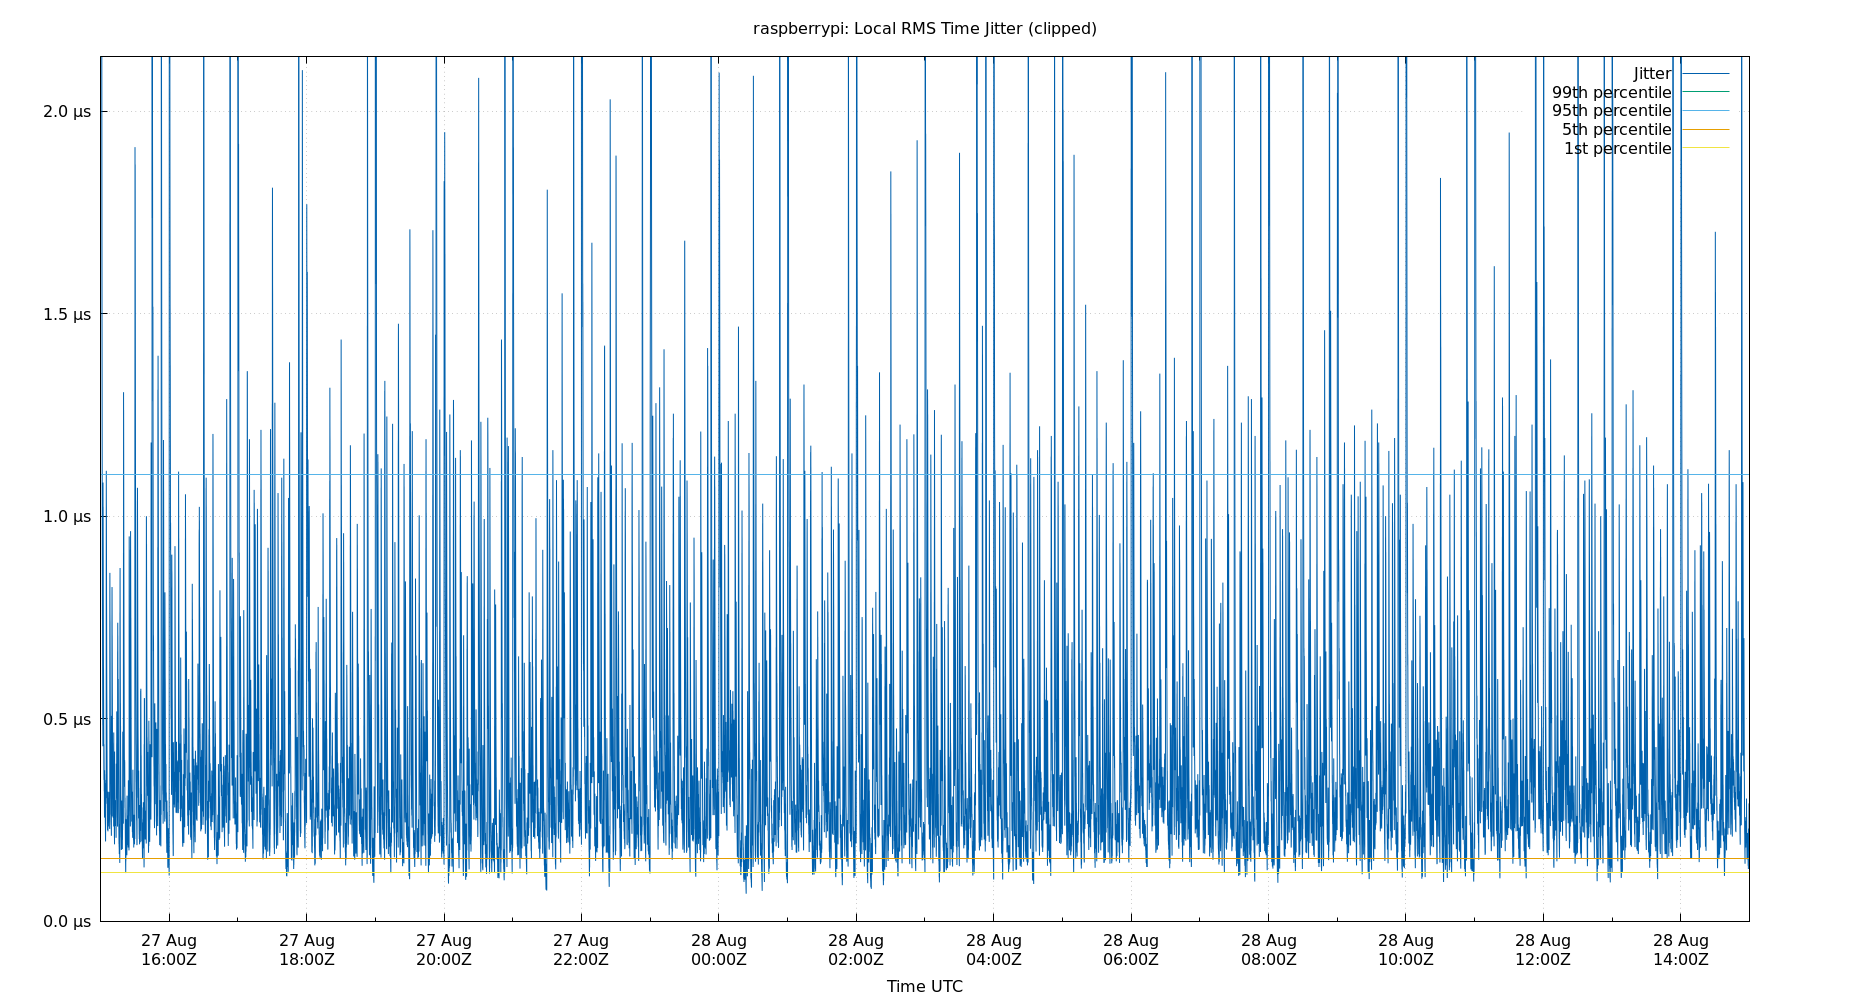 raspberrypi: Local RMS Time Jitter (clipped)
Jitter
99th percentile
95th percentile
5th percentile
1st percentile
2.0 µs
1.5 µs
1.0 µs
0.5 µs
0.0 µs
27 Aug 27 Aug 27 Aug 27 Aug 28 Aug 28 Aug 28 Aug 28 Aug 28 Aug 28 Aug 28 Aug 28 Aug
16:00Z 18:00Z 20:00Z 22:00Z 00:00Z 02:00Z 04:00Z 06:00Z 08:00Z 10:00Z 12:00Z 14:00Z
Time UTC